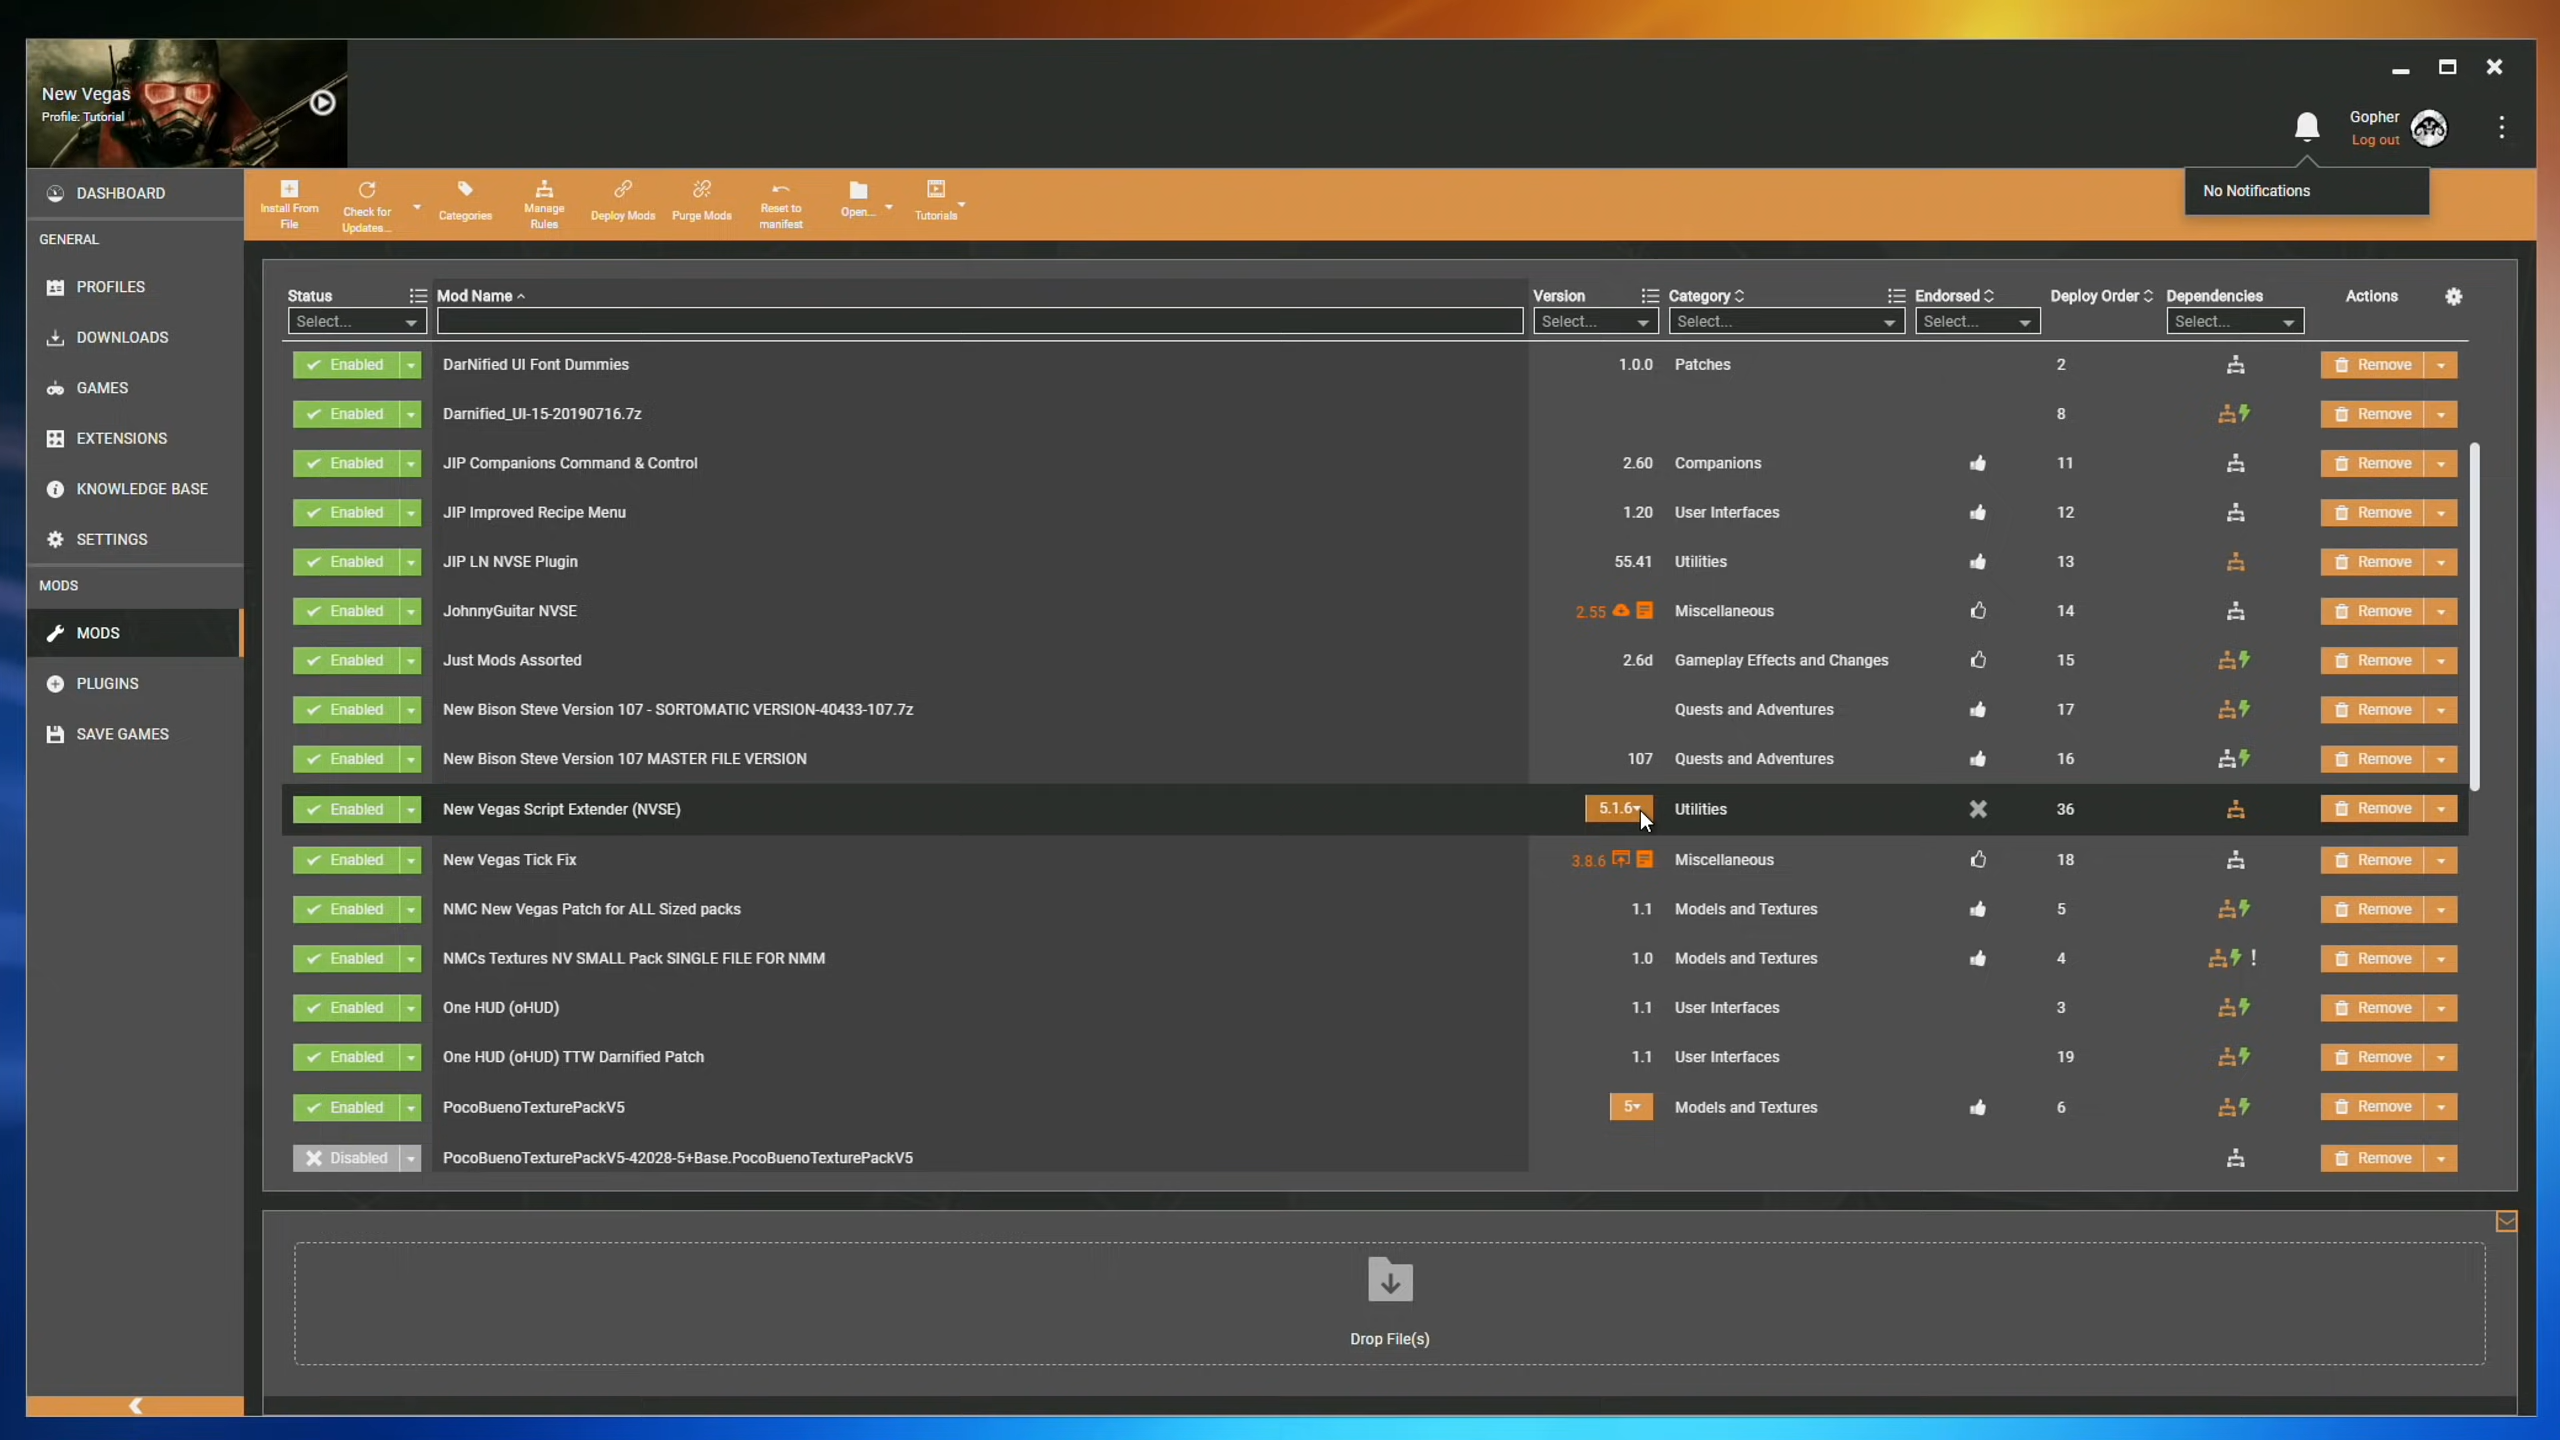 New Vegas
Profile: Tutorial
Gopher
Log out
No Notifications
DASHBOARD
GENERAL
PROFILES
DOWNLOADS
GAMES
EXTENSIONS
KNOWLEDGE BASE
SETTINGS
MODS
MODS
PLUGINS
SAVE GAMES
Install From
File
Check for
Updates...
Categories
Manage
Rules
Deploy Mods
Purge Mods
Reset to
manifest
Open...
Tutorials
Status Mod Name Version Category Endorsed Deploy Order Dependencies Actions
Select... Select... Select... Select... Select...
Enabled DarNified UI Font Dummies 1.0.0 Patches 2 Remove
Enabled Darnified_UI-15-20190716.7z 8 Remove
Enabled JIP Companions Command & Control 2.60 Companions 11 Remove
Enabled JIP Improved Recipe Menu 1.20 User Interfaces 12 Remove
Enabled JIP LN NVSE Plugin 55.41 Utilities 13 Remove
Enabled JohnnyGuitar NVSE 2.55 Miscellaneous 14 Remove
Enabled Just Mods Assorted 2.6d Gameplay Effects and Changes 15 Remove
Enabled New Bison Steve Version 107 - SORTOMATIC VERSION-40433-107.7z Quests and Adventures 17 Remove
Enabled New Bison Steve Version 107 MASTER FILE VERSION 107 Quests and Adventures 16 Remove
Enabled New Vegas Script Extender (NVSE) 5.1.6 Utilities 36 Remove
Enabled New Vegas Tick Fix 3.8.6 Miscellaneous 18 Remove
Enabled NMC New Vegas Patch for ALL Sized packs 1.1 Models and Textures 5 Remove
Enabled NMCs Textures NV SMALL Pack SINGLE FILE FOR NMM 1.0 Models and Textures 4 ! Remove
Enabled One HUD (oHUD) 1.1 User Interfaces 3 Remove
Enabled One HUD (oHUD) TTW Darnified Patch 1.1 User Interfaces 19 Remove
Enabled PocoBuenoTexturePackV5 5 Models and Textures 6 Remove
Disabled PocoBuenoTexturePackV5-42028-5+Base.PocoBuenoTexturePackV5 Remove
Drop File(s)